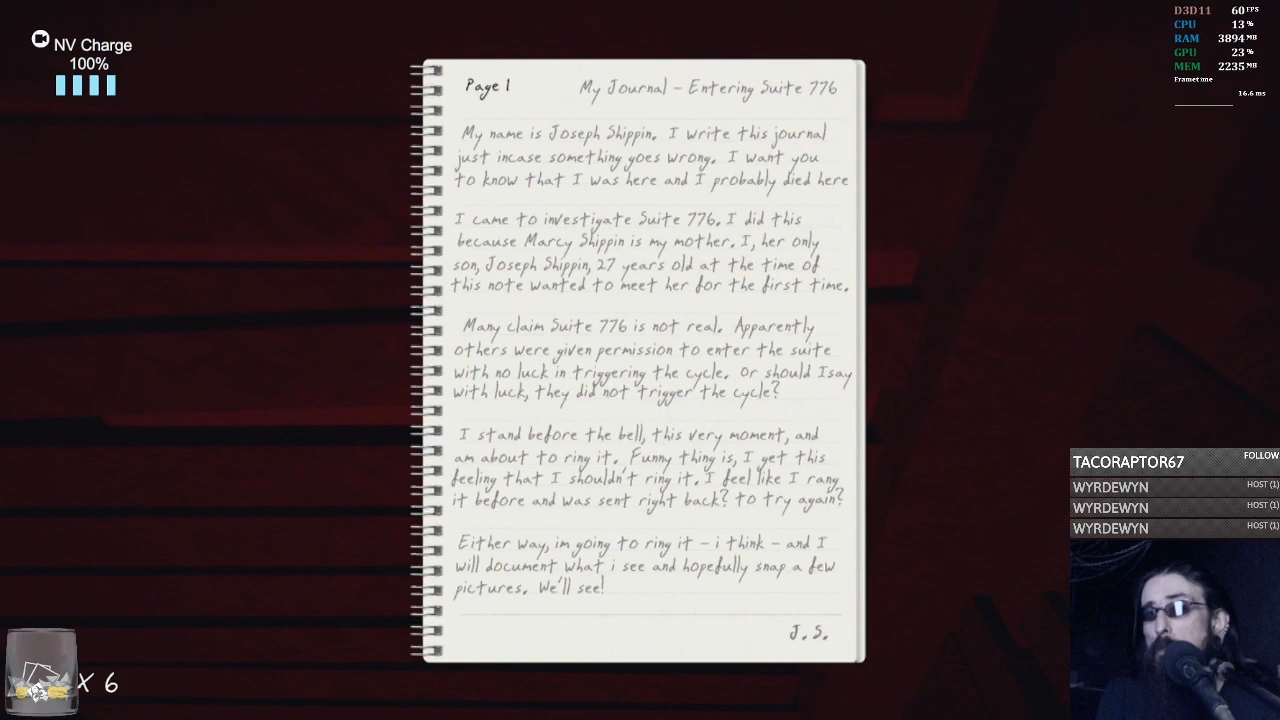 NV Charge
100%
D3D11 60 FPS
CPU 13 %
RAM 3894 MB
GPU 23 %
MEM 2235 MB
Frametime
16.6 ms
Page 1 My Journal - Entering Suite 776
My name is Joseph Shippin. I write this journal
just incase something goes wrong. I want you
to know that I was here and I probably died here
I came to investigate Suite 776. I did this
because Marcy Shippin is my mother. I, her only
son, Joseph Shippin, 27 years old at the time of
this note wanted to meet her for the first time.
Many claim Suite 776 is not real. Apparently
others were given permission to enter the suite
with no luck in triggering the cycle. Or should I say
with luck, they did not trigger the cycle?
I stand before the bell, this very moment, and
am about to ring it. Funny thing is, I get this
feeling that I shouldn't ring it. I feel like I rang
it before and was sent right back? to try again?
Either way, im going to ring it - i think - and I
will document what i see and hopefully snap a few
pictures. We'll see!
J.S.
TACORAPTOR67 FOLLOW
WYRDEWYN HOST (1)
WYRDEWYN HOST (1)
WYRDEWYN HOST (1)
X 6